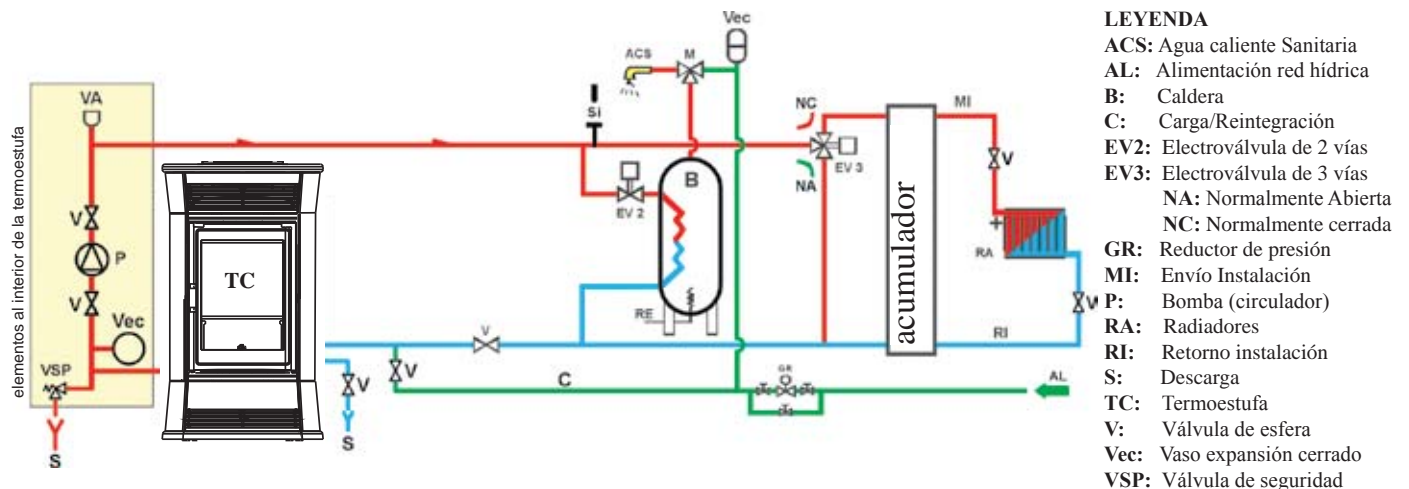 elementos al interior de la termoestufa
VA
V
P
V
Vec
VSP
S
TC
V
S
Si
ACS
M
Vec
NC
EV 3
NA
EV 2
B
RE
V
V
C
GR
AL
acumulador
MI
V
RA
V
RI
LEYENDA
ACS: Agua caliente Sanitaria
AL: Alimentación red hídrica
B: Caldera
C: Carga/Reintegración
EV2: Electroválvula de 2 vías
EV3: Electroválvula de 3 vías
NA: Normalmente Abierta
NC: Normalmente cerrada
GR: Reductor de presión
MI: Envío Instalación
P: Bomba (circulador)
RA: Radiadores
RI: Retorno instalación
S: Descarga
TC: Termoestufa
V: Válvula de esfera
Vec: Vaso expansión cerrado
VSP: Válvula de seguridad